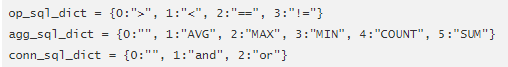 op_sql_dict = {0:">", 1:"<", 2:"==", 3:"!="}
agg_sql_dict = {0:"", 1:"AVG", 2:"MAX", 3:"MIN", 4:"COUNT", 5:"SUM"}
conn_sql_dict = {0:"", 1:"and", 2:"or"}